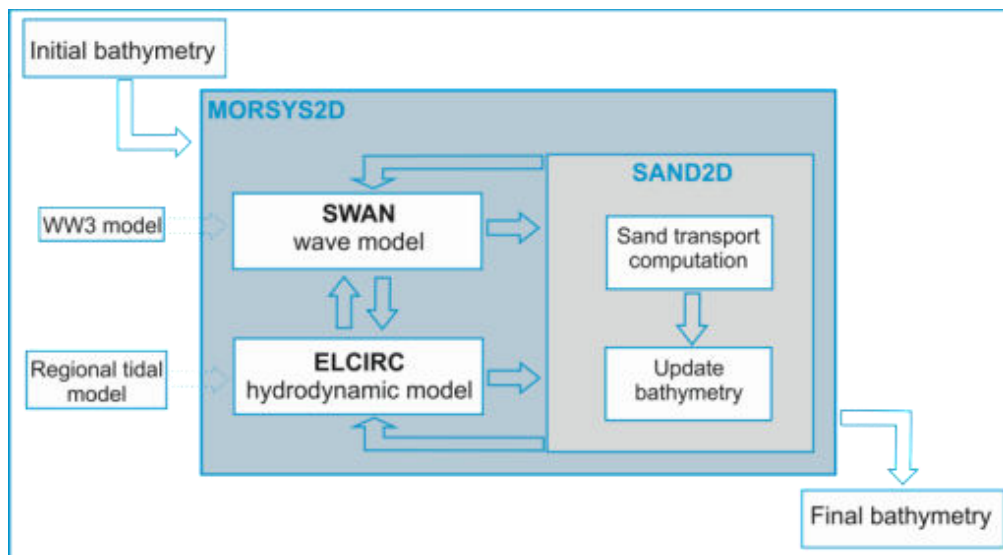 Initial bathymetry
MORSYS2D
SAND2D
WW3 model
SWAN
wave model
Sand transport
computation
Regional tidal
model
ELCIRC
hydrodynamic model
Update
bathymetry
Final bathymetry